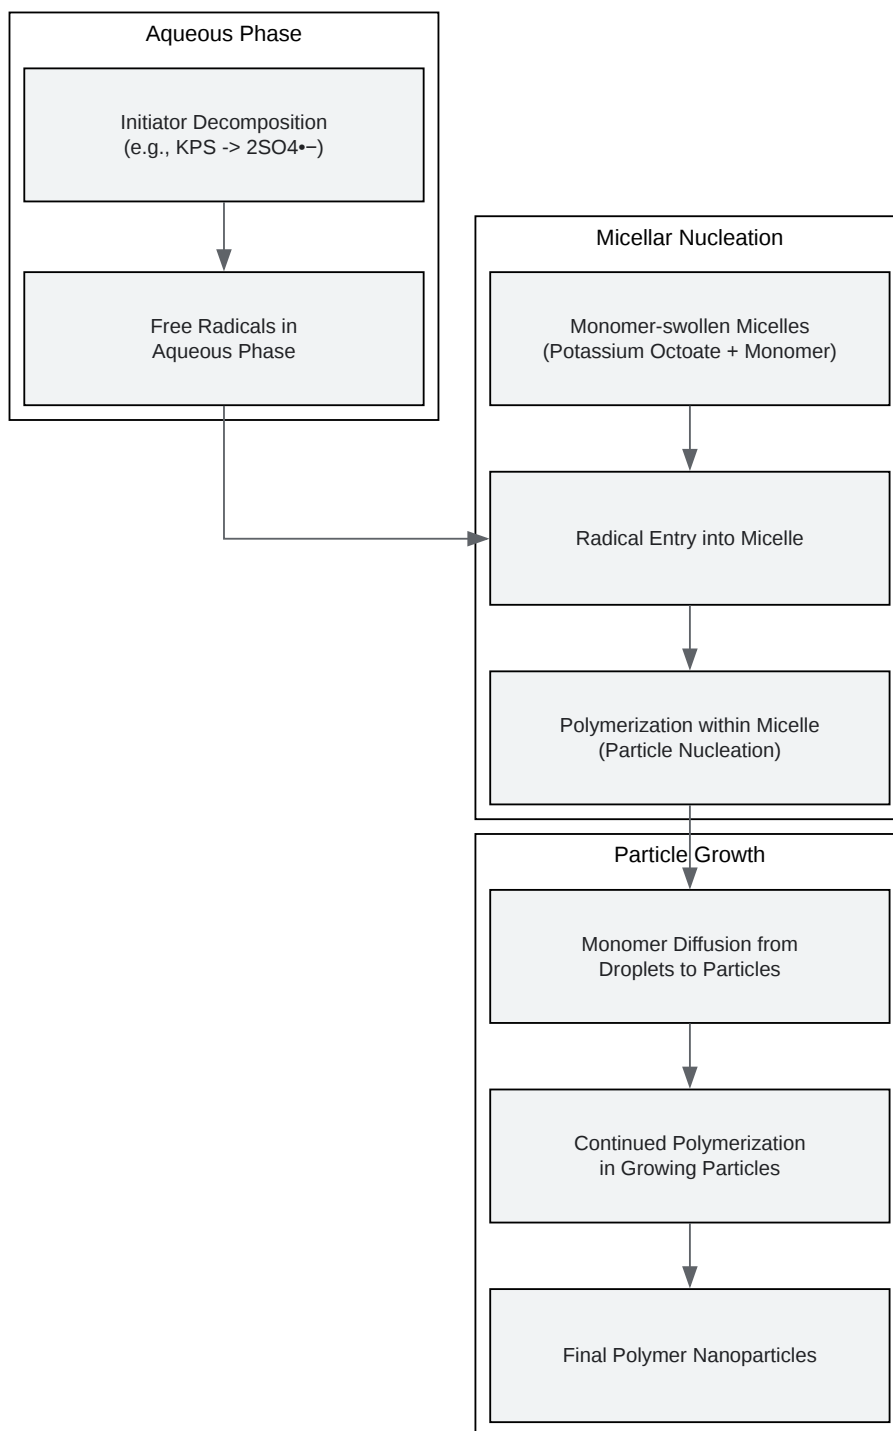 Aqueous Phase
Initiator Decomposition
(e.g., KPS -> 2SO4•−)
Free Radicals in
Aqueous Phase
Micellar Nucleation
Monomer-swollen Micelles
(Potassium Octoate + Monomer)
Radical Entry into Micelle
Polymerization within Micelle
(Particle Nucleation)
Particle Growth
Monomer Diffusion from
Droplets to Particles
Continued Polymerization
in Growing Particles
Final Polymer Nanoparticles